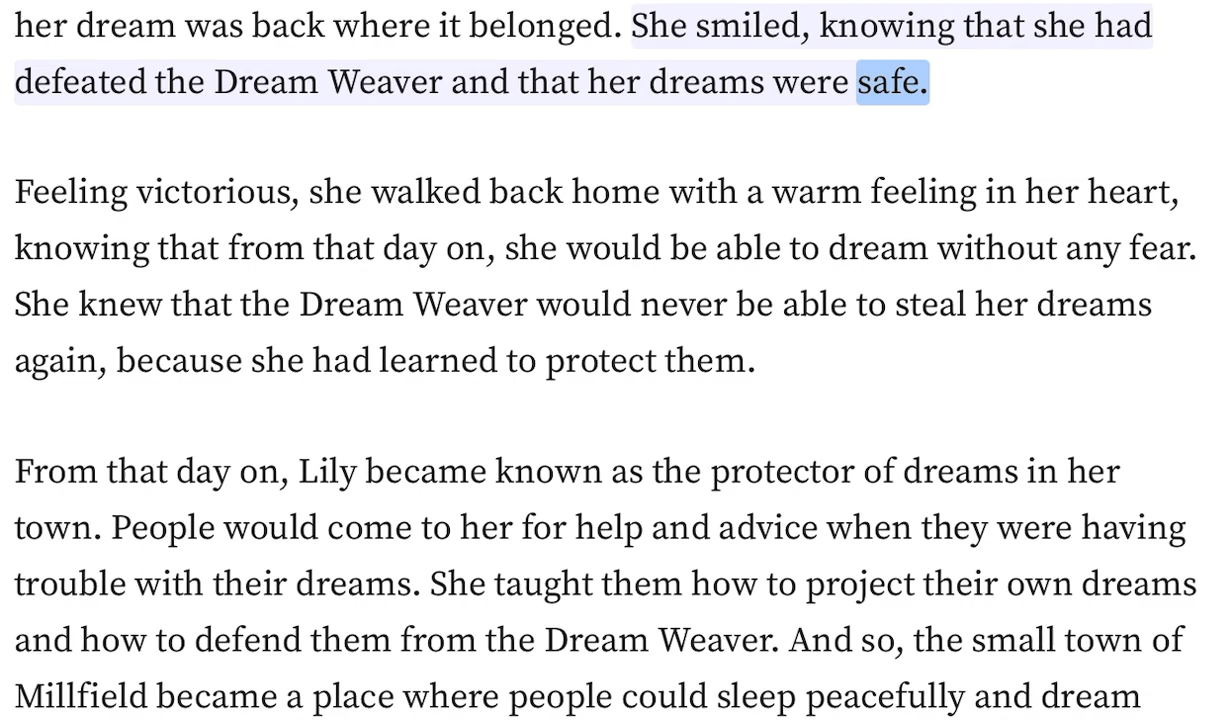 her dream was back where it belonged. She smiled, knowing that she had
defeated the Dream Weaver and that her dreams were safe.
Feeling victorious, she walked back home with a warm feeling in her heart,
knowing that from that day on, she would be able to dream without any fear.
She knew that the Dream Weaver would never be able to steal her dreams
again, because she had learned to protect them.
From that day on, Lily became known as the protector of dreams in her
town. People would come to her for help and advice when they were having
trouble with their dreams. She taught them how to project their own dreams
and how to defend them from the Dream Weaver. And so, the small town of
Millfield became a place where people could sleep peacefully and dream